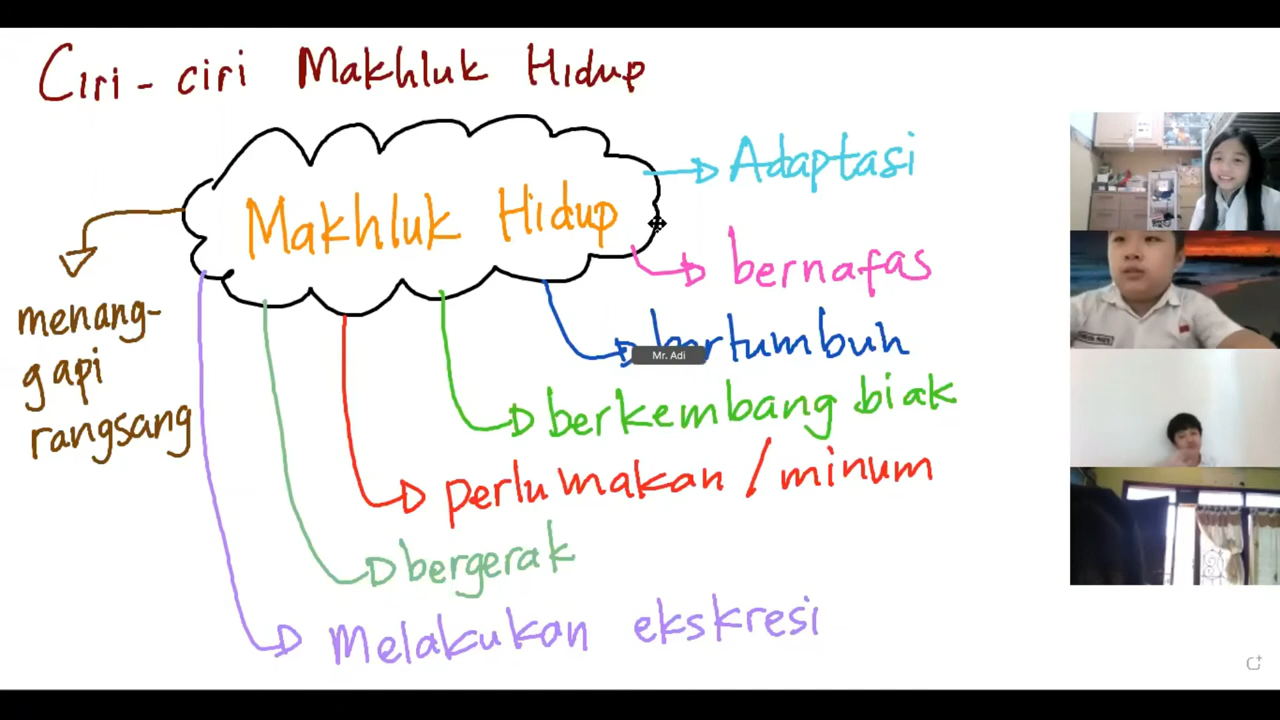 Ciri-ciri Makhluk Hidup
Makhluk Hidup
Adaptasi
bernafas
bertumbuh
Mr. Adi
berkembang biak
perlu makan / minum
bergerak
Melakukan ekskresi
menang-
gapi
rangsang